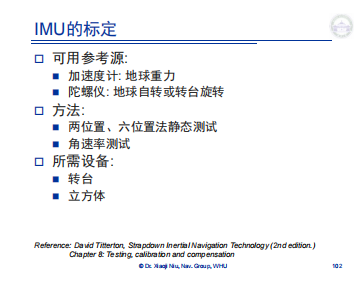 IMU的标定
可用参考源:
加速度计: 地球重力
陀螺仪: 地球自转或转台旋转
方法:
两位置、六位置法静态测试
角速率测试
所需设备:
转台
立方体
Reference: David Titterton, Strapdown Inertial Navigation Technology (2nd edition.)
Chapter 8: Testing, calibration and compensation
© Dr. Xiaoji Niu, Nav. Group, WHU
102